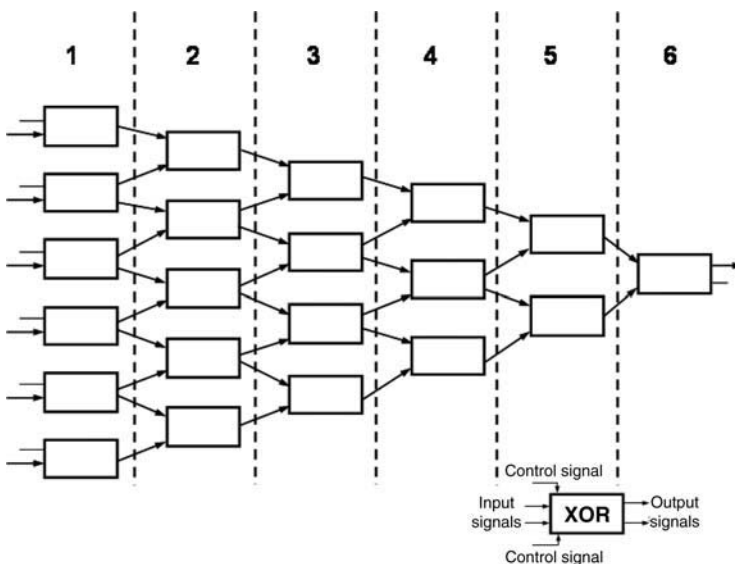 1 2 3 4 5 6
Control signal
Input signals
XOR
Output signals
Control signal